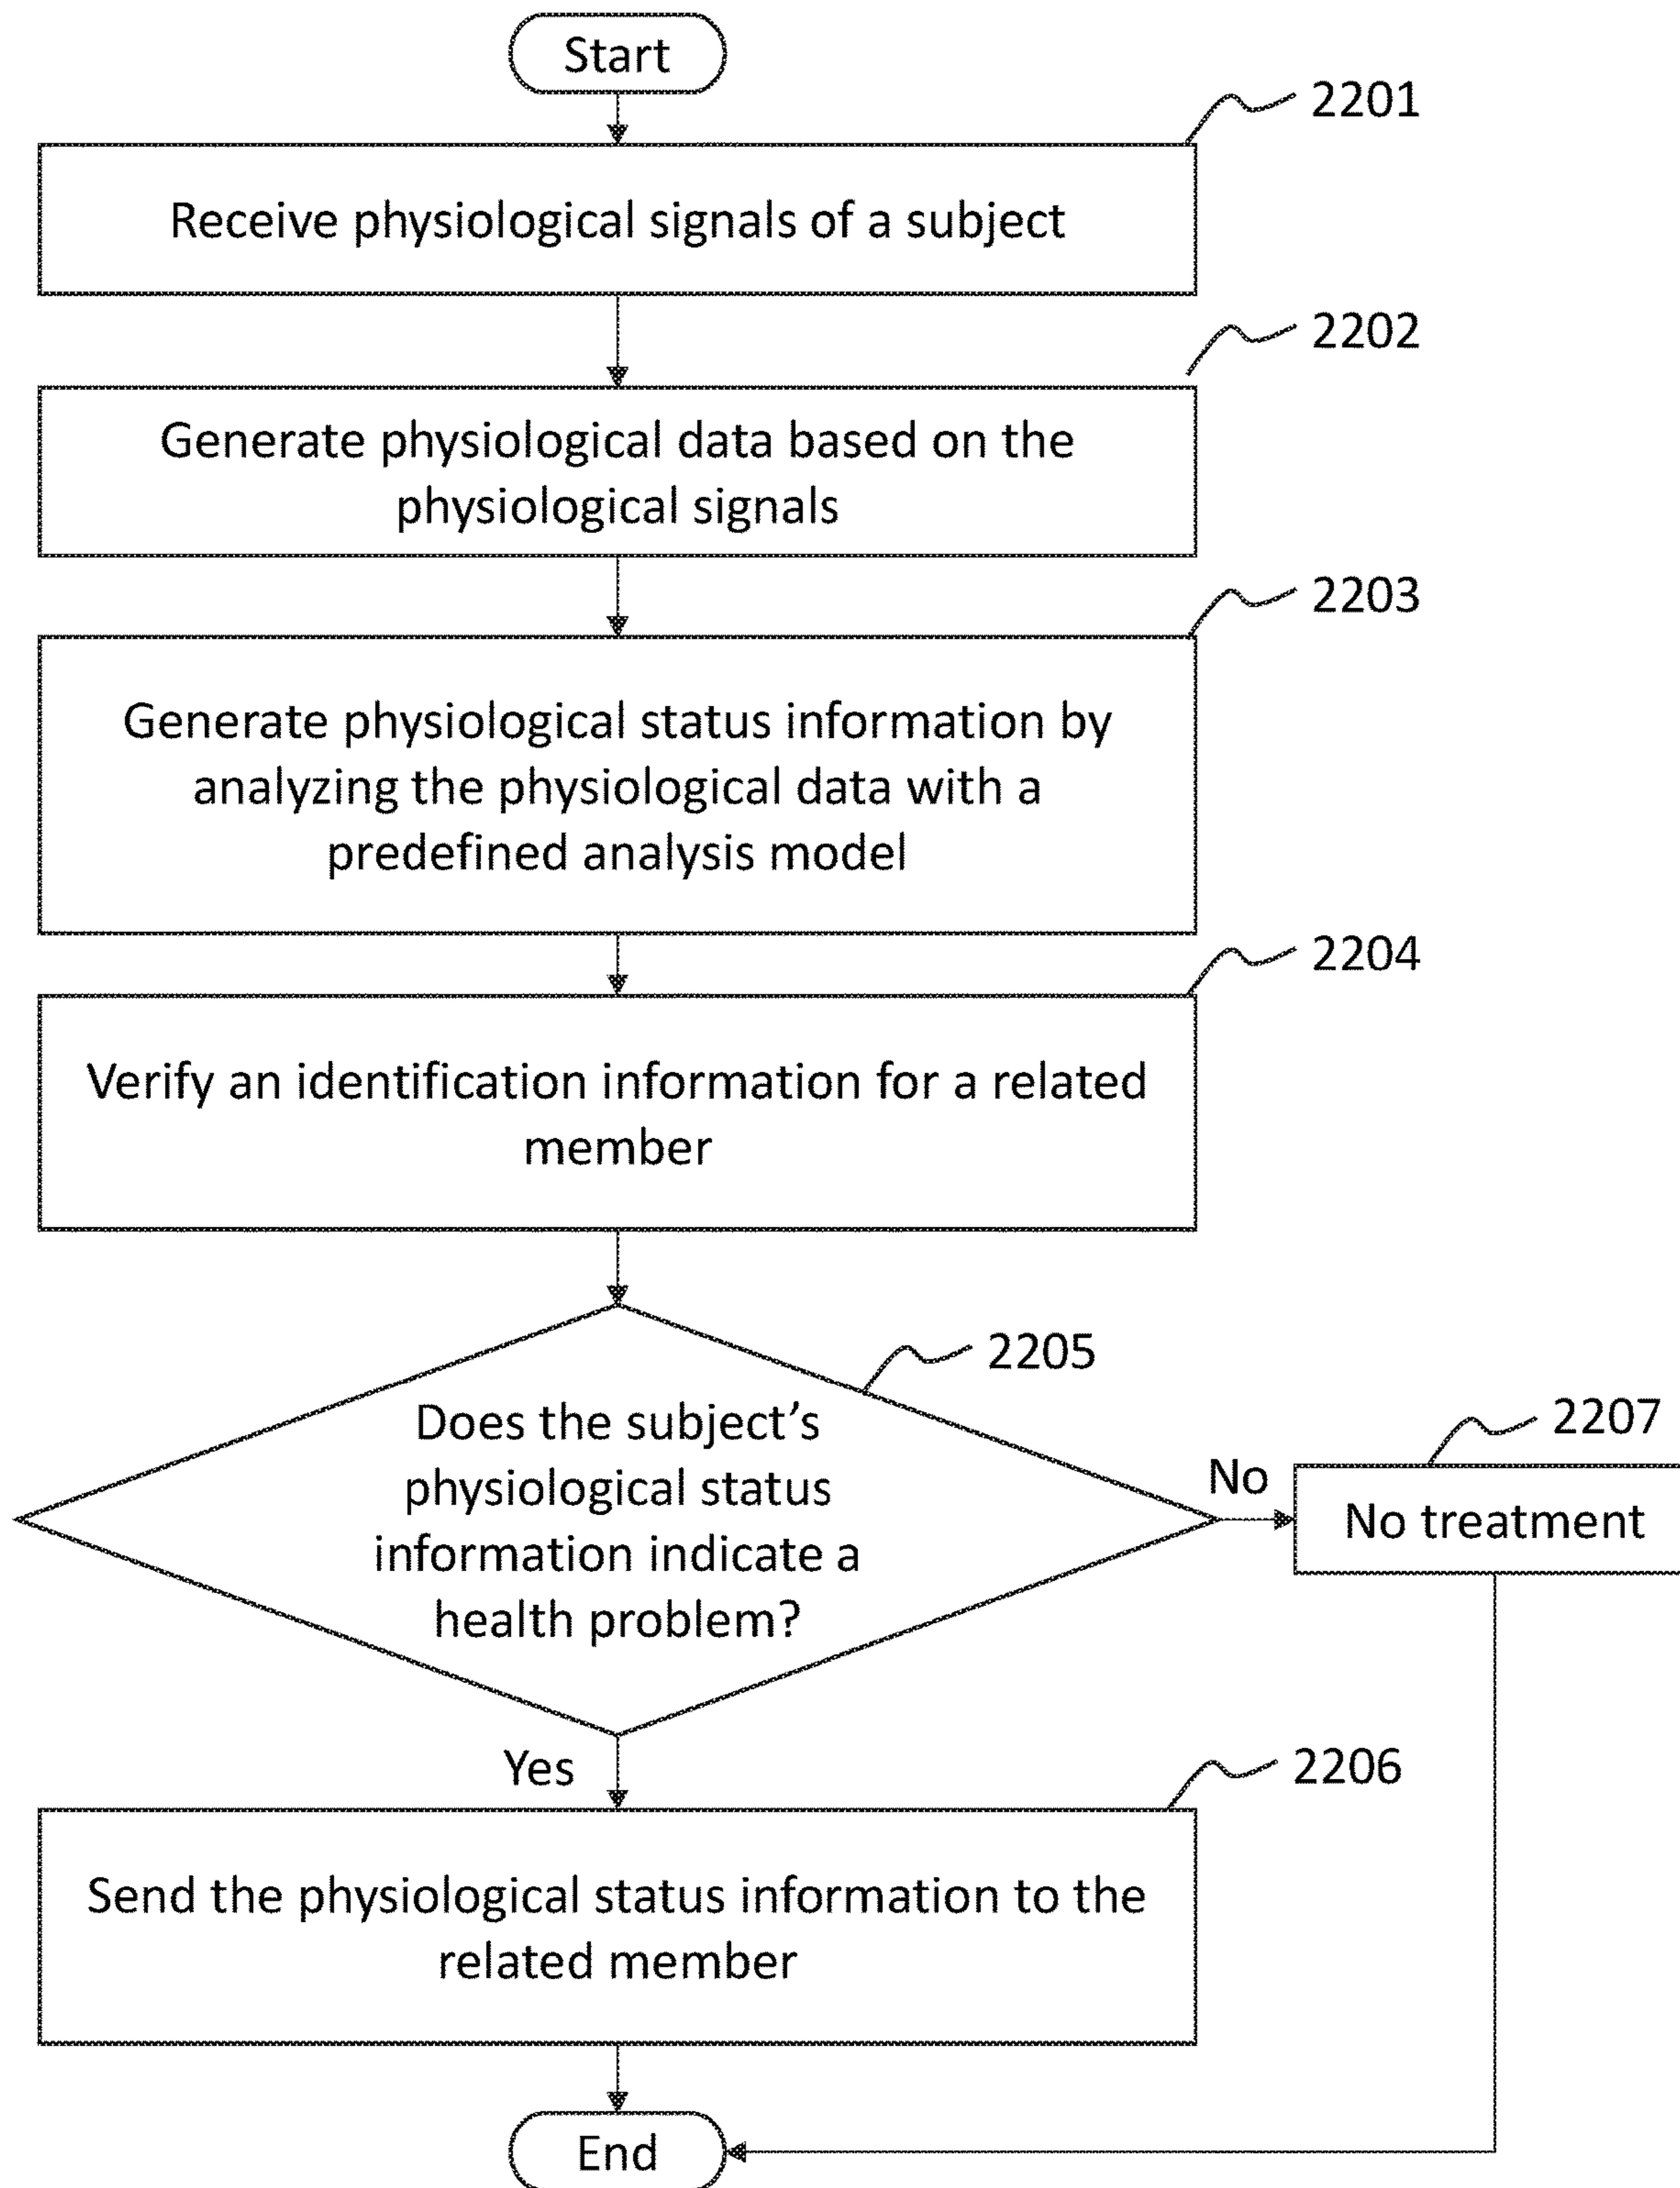 Start
2201
Receive physiological signals of a subject
2202
Generate physiological data based on the
physiological signals
2203
Generate physiological status information by
analyzing the physiological data with a
predefined analysis model
2204
Verify an identification information for a related
member
2205
Does the subject’s
physiological status
information indicate a
health problem?
No
2207
No treatment
Yes
2206
Send the physiological status information to the
related member
End